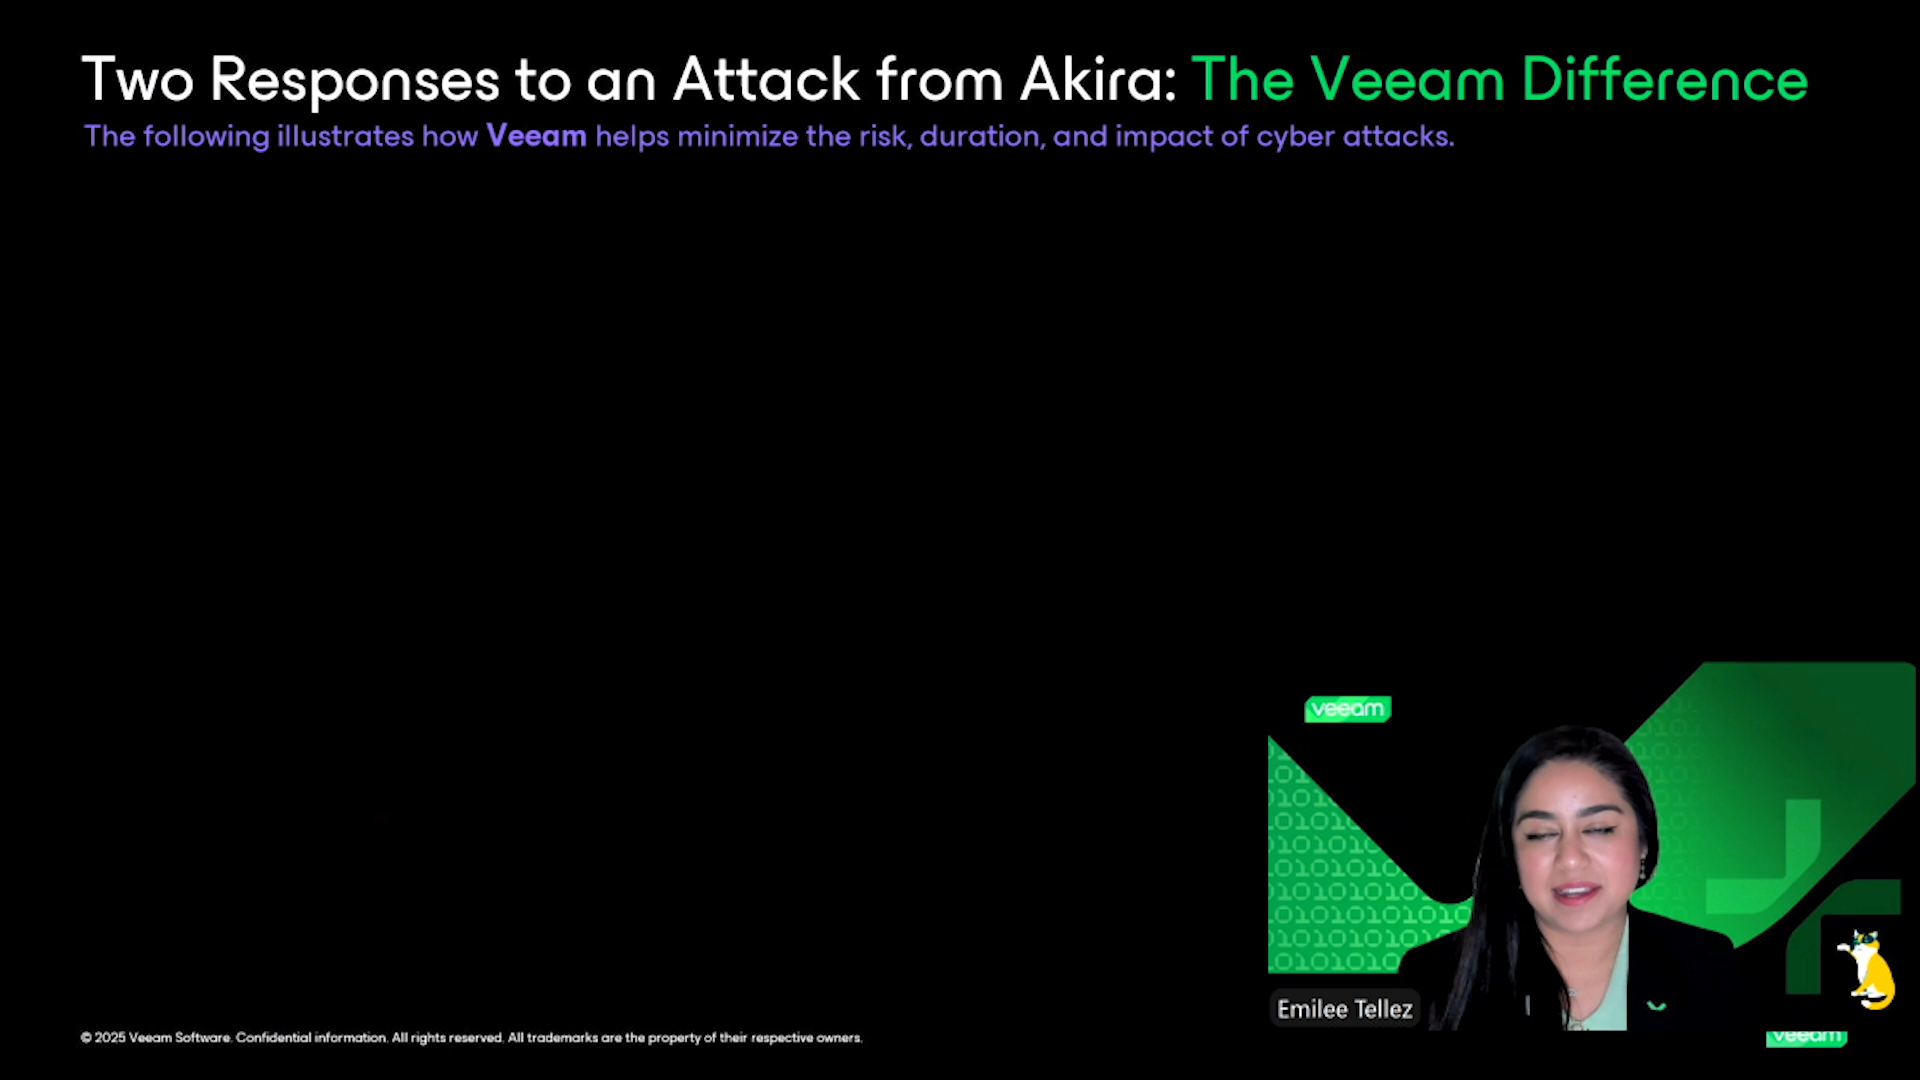 Two Responses to an Attack from Akira: The Veeam Difference
The following illustrates how Veeam helps minimize the risk, duration, and impact of cyber attacks.
veeam
Emilee Tellez
© 2025 Veeam Software. Confidential information. All rights reserved. All trademarks are the property of their respective owners.
veeam